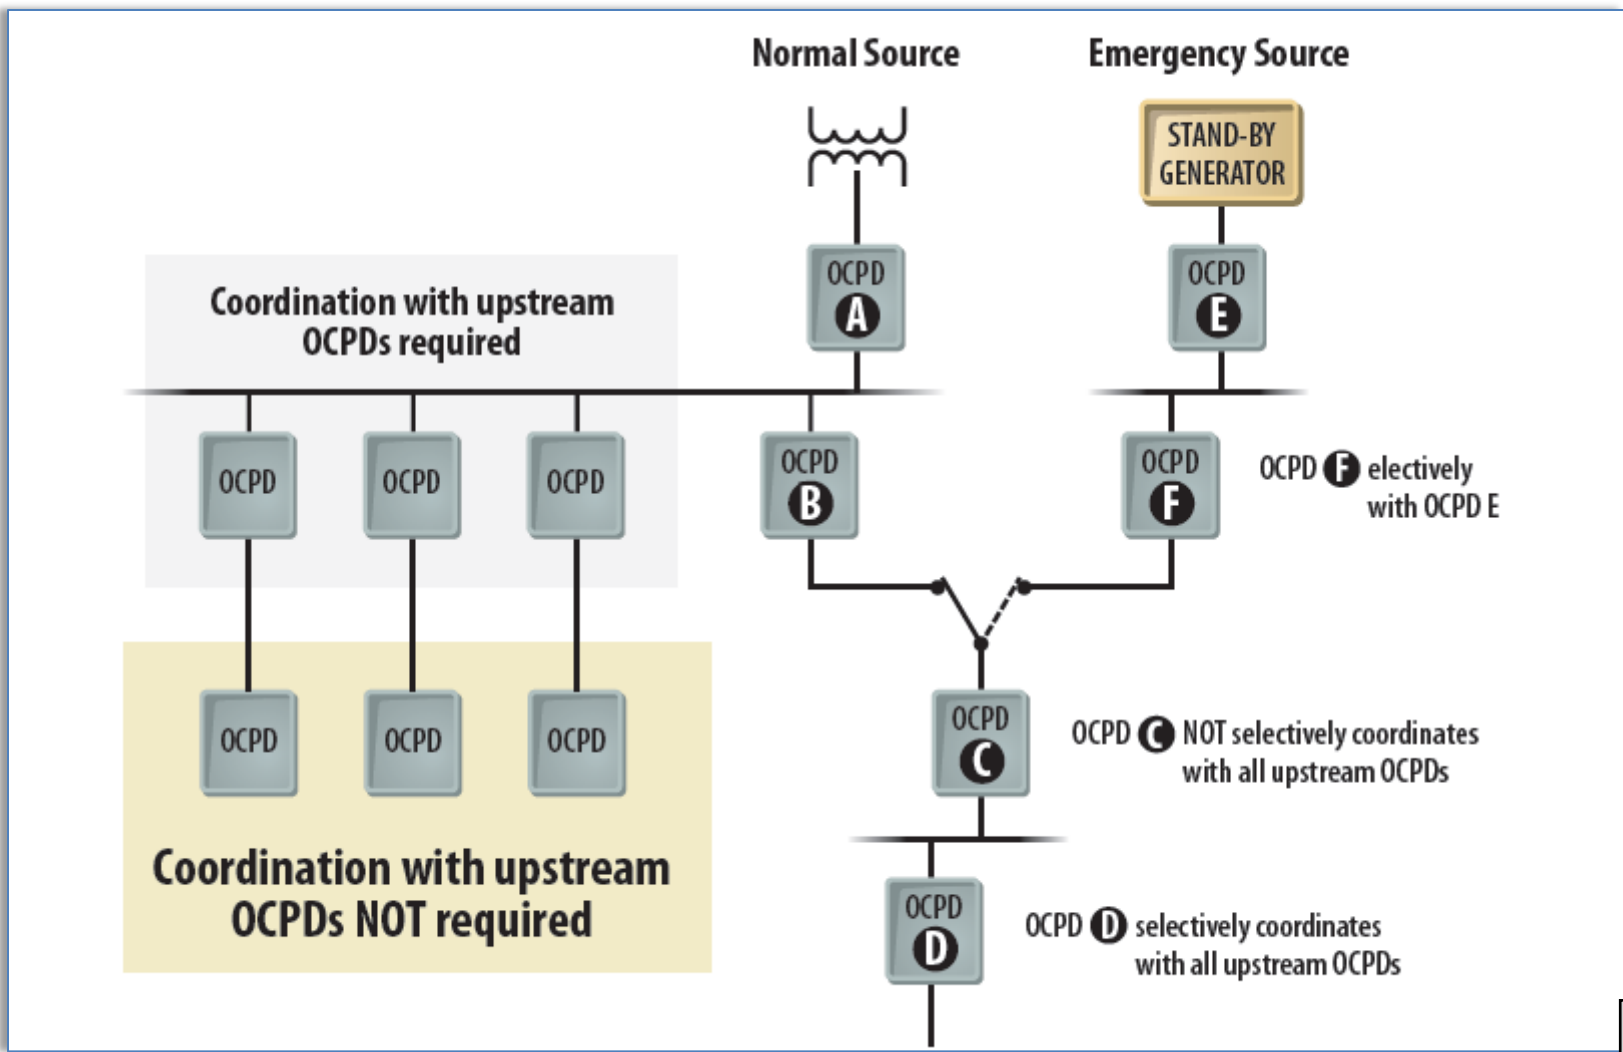 Normal Source
Emergency Source
STAND-BY
GENERATOR
OCPD
A
OCPD
E
Coordination with upstream
OCPDs required
OCPD
OCPD
OCPD
OCPD
B
OCPD
F
OCPD F electively
with OCPD E
OCPD
OCPD
OCPD
OCPD
C
OCPD C NOT selectively coordinates
with all upstream OCPDs
Coordination with upstream
OCPDs NOT required
OCPD
D
OCPD D selectively coordinates
with all upstream OCPDs